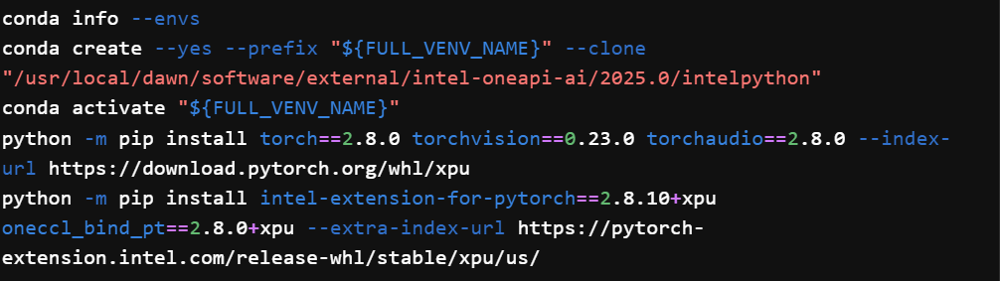 conda info --envs
conda create --yes --prefix "${FULL_VENV_NAME}" --clone
"/usr/local/dawn/software/external/intel-oneapi-ai/2025.0/intelpython"
conda activate "${FULL_VENV_NAME}"
python -m pip install torch==2.8.0 torchvision==0.23.0 torchaudio==2.8.0 --index-
url https://download.pytorch.org/whl/xpu
python -m pip install intel-extension-for-pytorch==2.8.10+xpu
oneccl_bind_pt==2.8.0+xpu --extra-index-url https://pytorch-
extension.intel.com/release-whl/stable/xpu/us/